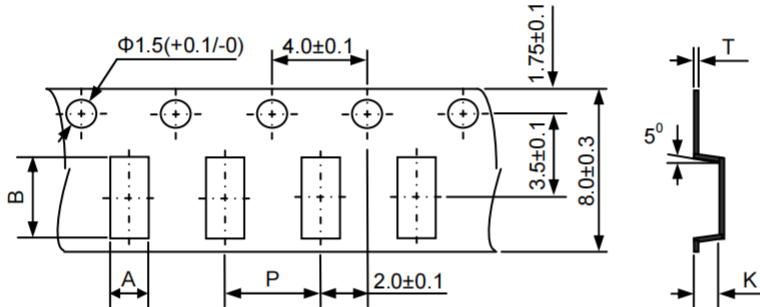 Φ1.5(+0.1/-0)
4.0±0.1
1.75±0.1
T
5⁰
3.5±0.1
8.0±0.3
B
A
P
2.0±0.1
K